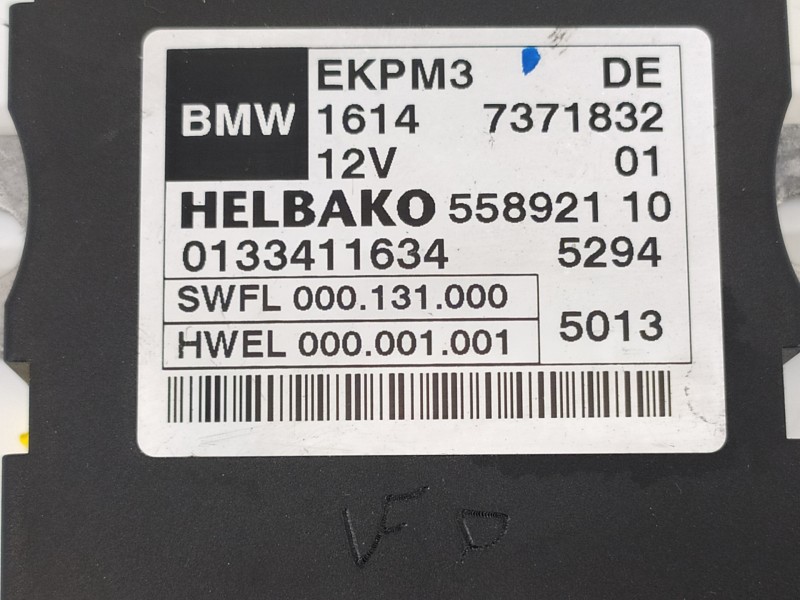 BMW EKPM3 DE
1614 7371832
12V 01
HELBAKO 558921 10
0133411634 5294
SWFL 000.131.000
5013
HWEL 000.001.001
VF D